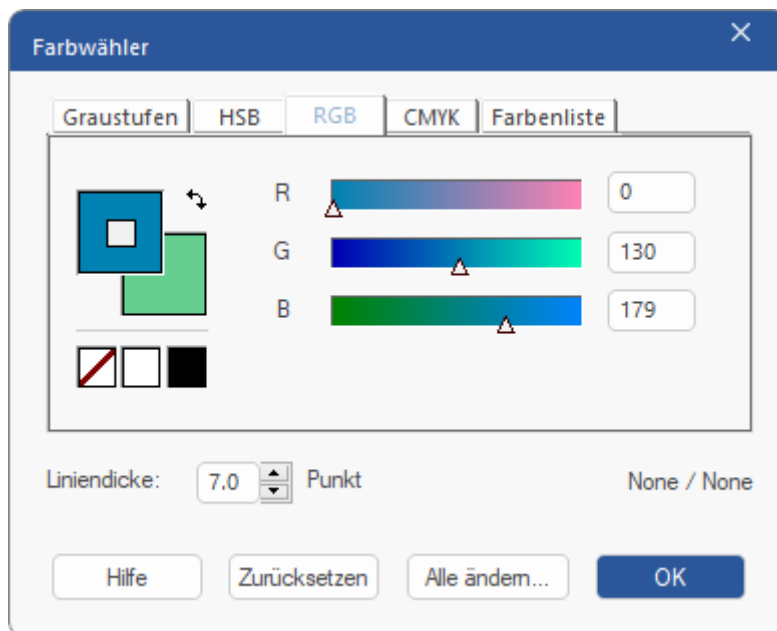 Farbwähler
Graustufen HSB RGB CMYK Farbenliste
R 0
G 130
B 179
Liniendicke: 7.0 Punkt None / None
Hilfe Zurücksetzen Alle ändern... OK